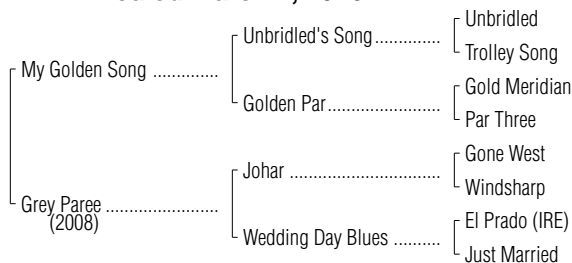 Unbridled
Unbridled's Song.............
Trolley Song
My Golden Song .............
Gold Meridian
Golden Par.......................
Par Three
Gone West
Johar ..............................
Windsharp
Grey Paree ......................
(2008)
El Prado (IRE)
Wedding Day Blues ..........
Just Married